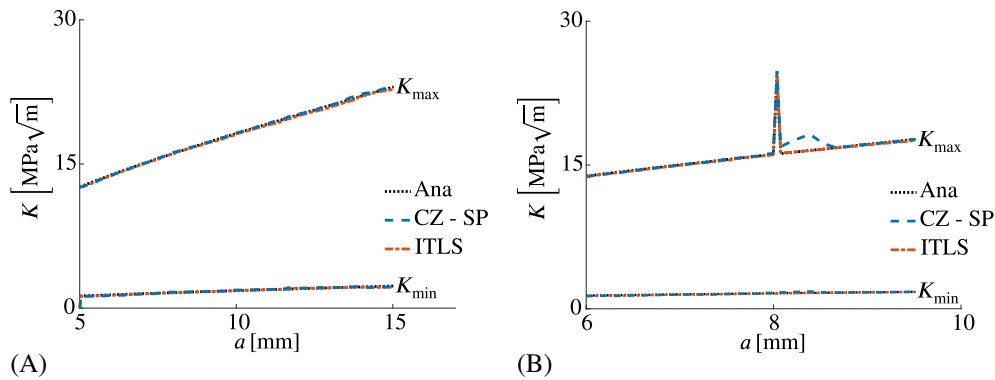 30
15
0
K [MPa√m]
K_max
Ana
CZ - SP
ITLS
K_min
5
10
15
a [mm]
(A)
30
15
0
K [MPa√m]
K_max
Ana
CZ - SP
ITLS
K_min
6
8
10
a [mm]
(B)